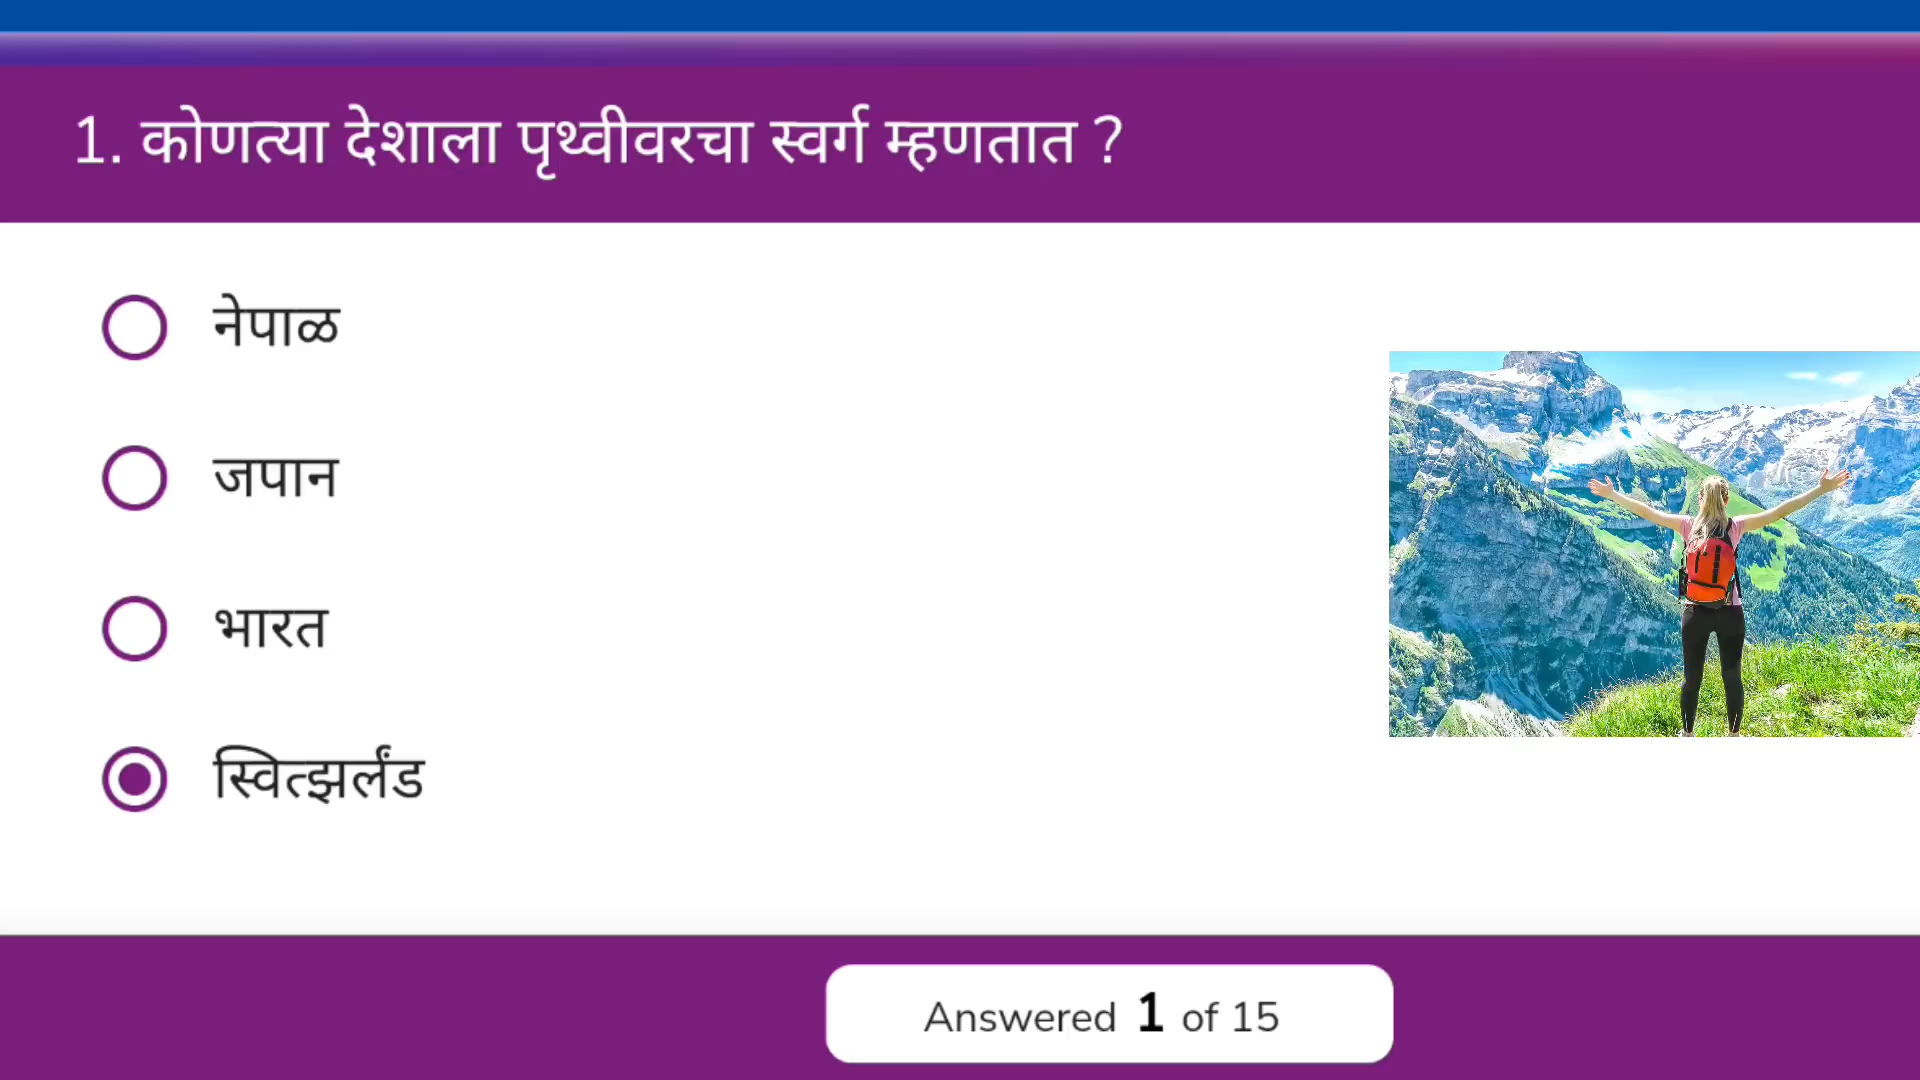 1. कोणत्या देशाला पृथ्वीवरचा स्वर्ग म्हणतात ?
नेपाळ
जपान
भारत
स्वित्झर्लंड
Answered 1 of 15